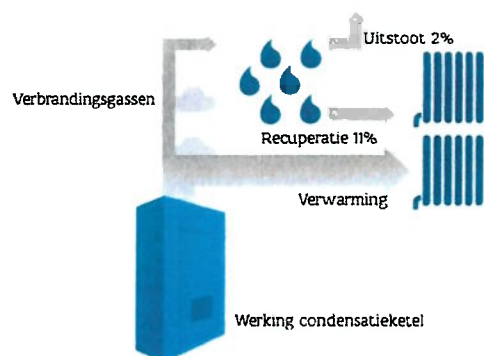 Uitstoot 2%
Verbrandingsgassen
Recuperatie 11%
Verwarming
Werking condensatieketel